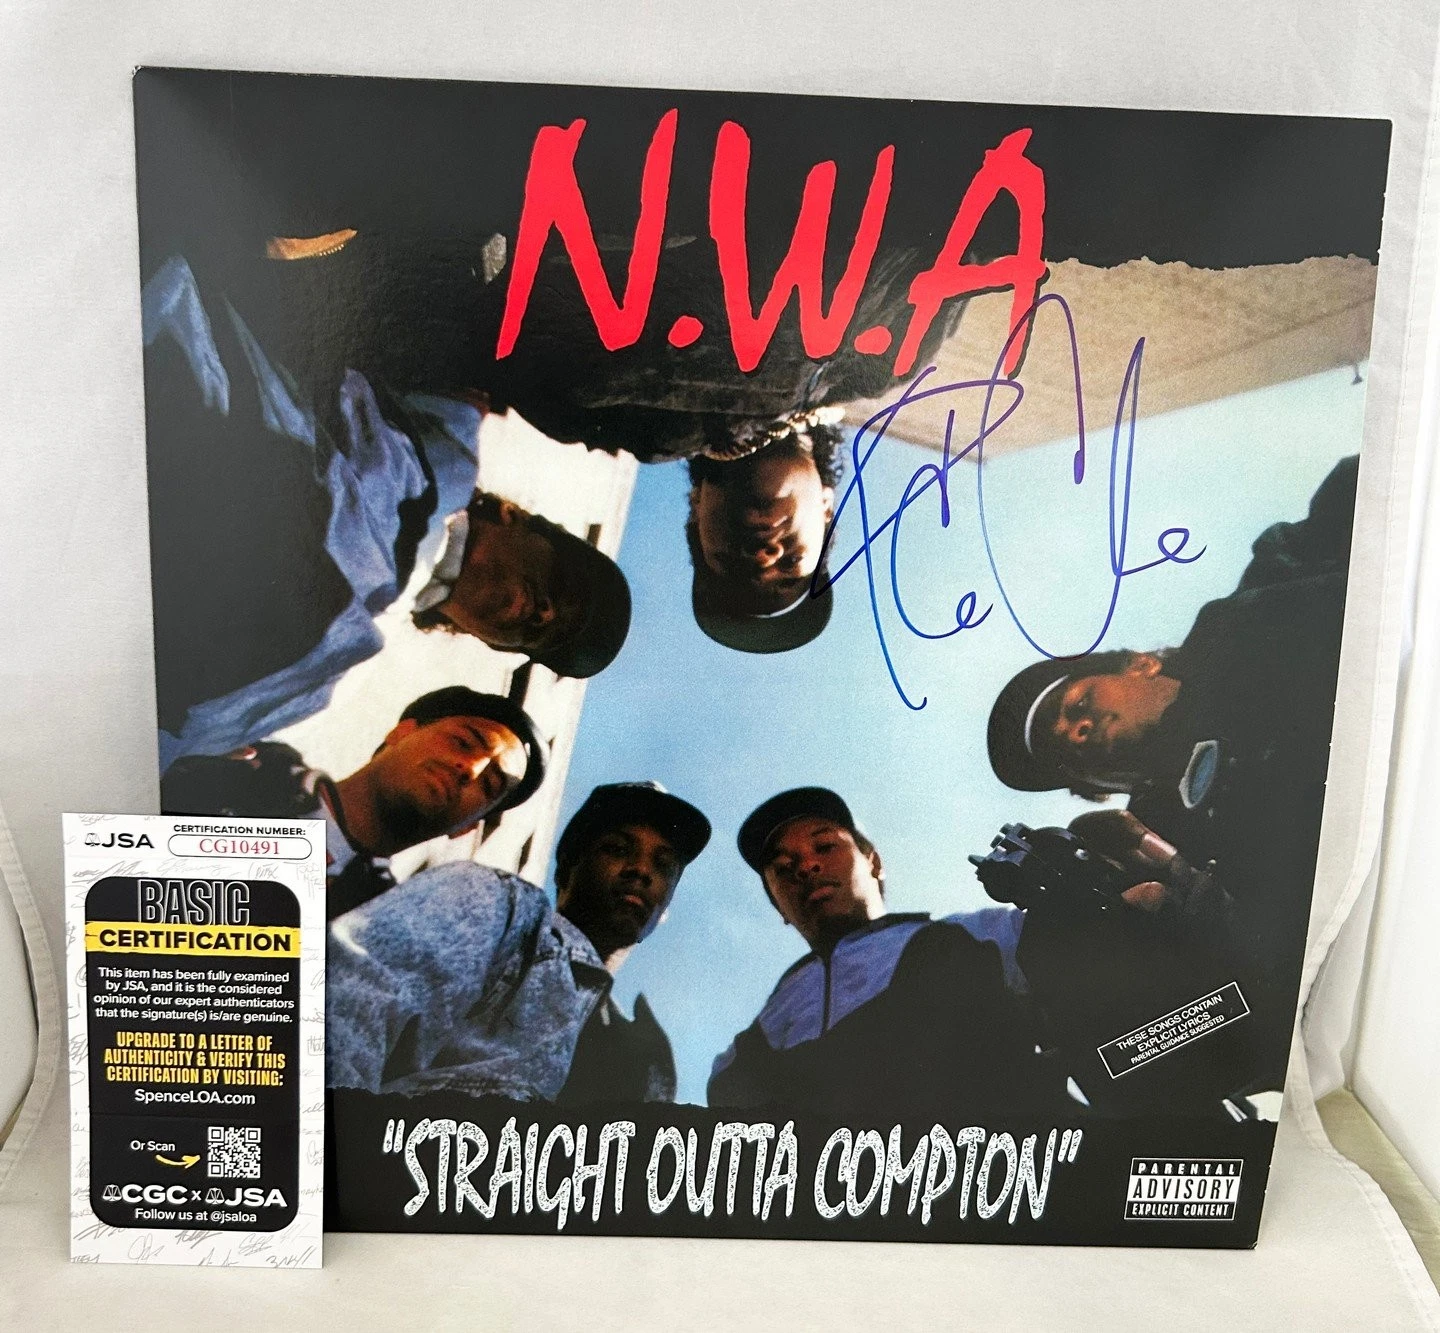 N.W.A
THESE SONGS CONTAIN
EXPLICIT LYRICS
PARENTAL GUIDANCE SUGGESTED
"STRAIGHT OUTTA COMPTON"
PARENTAL
ADVISORY
EXPLICIT CONTENT
JSA
CERTIFICATION NUMBER:
CG10491
BASIC
CERTIFICATION
This item has been fully examined
by JSA, and it is the considered
opinion of our expert authenticators
that the signature(s) is/are genuine.
UPGRADE TO A LETTER OF
AUTHENTICITY & VERIFY THIS
CERTIFICATION BY VISITING:
SpenceLOA.com
Or Scan
CGC x JSA
Follow us at @jsaloa